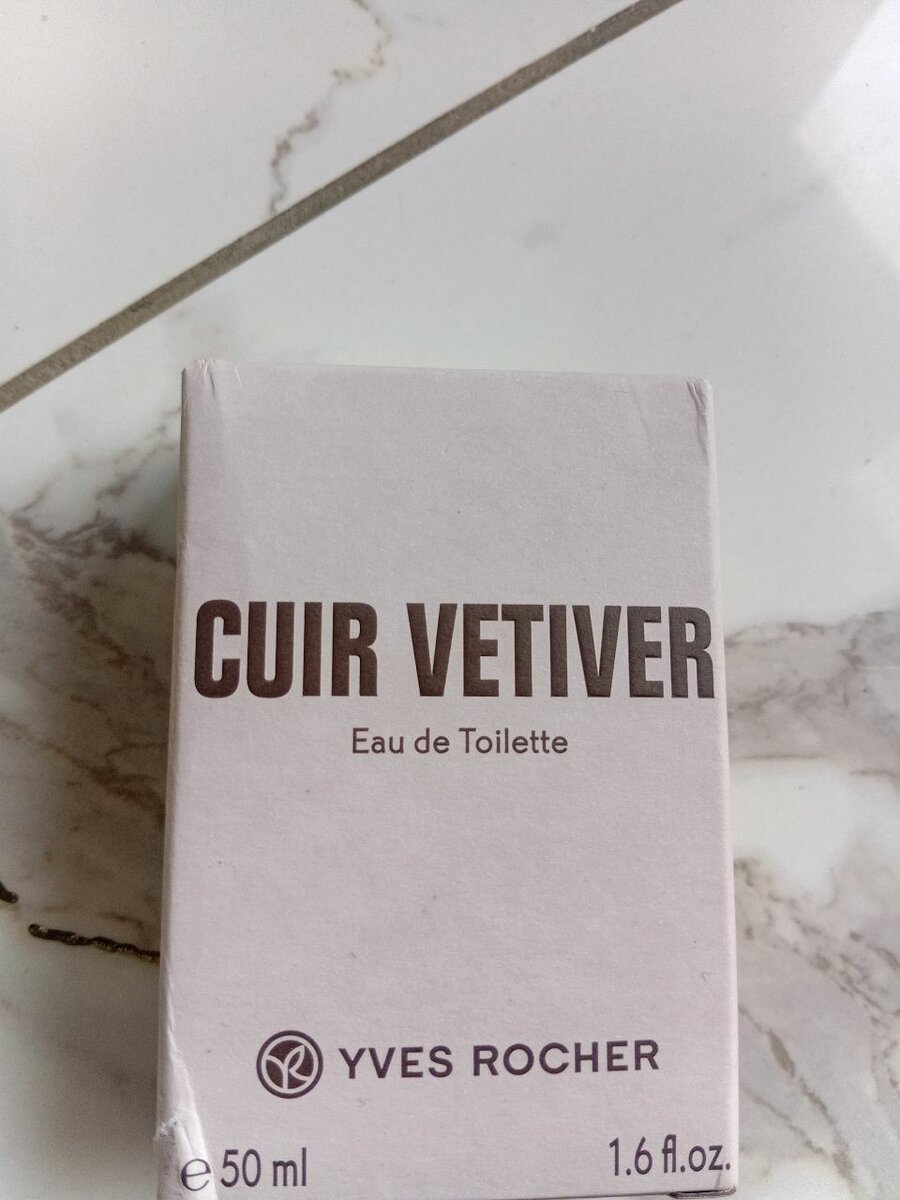 CUIR VETIVER
Eau de Toilette
YVES ROCHER
℮ 50 ml 1.6 fl.oz.